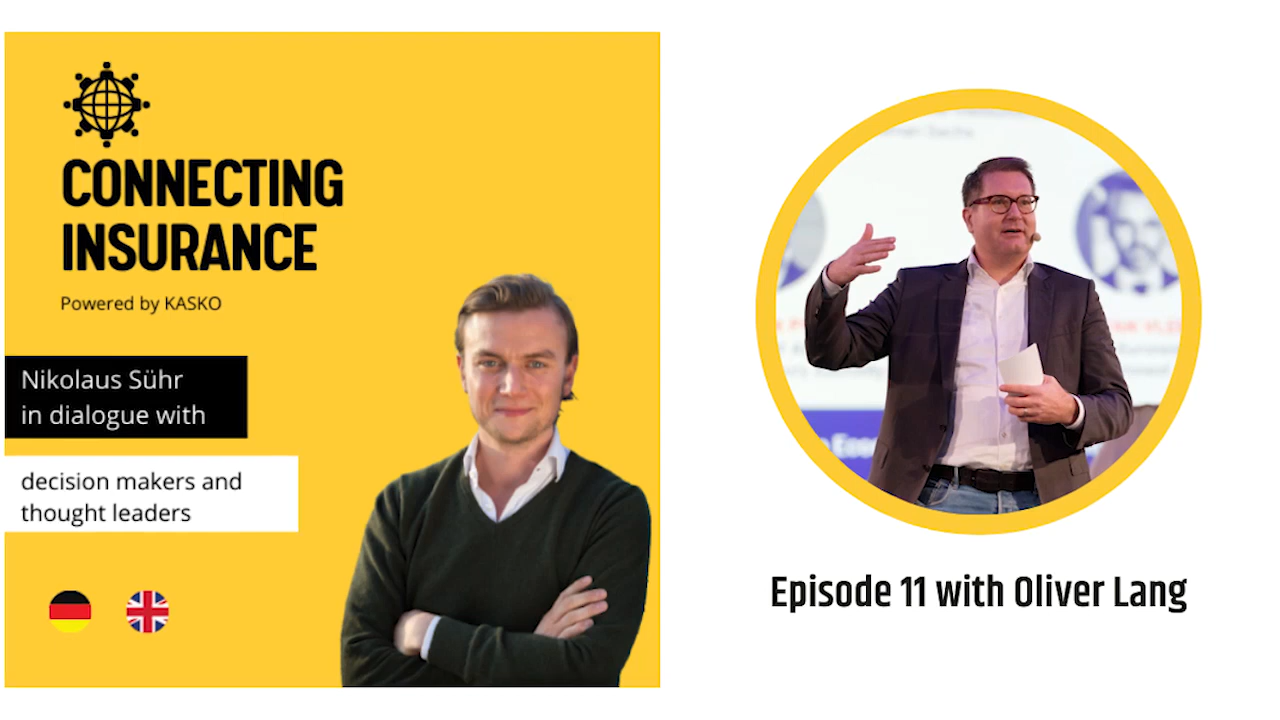 CONNECTING
INSURANCE
Powered by KASKO
Nikolaus Sühr
in dialogue with
decision makers and
thought leaders
Episode 11 with Oliver Lang